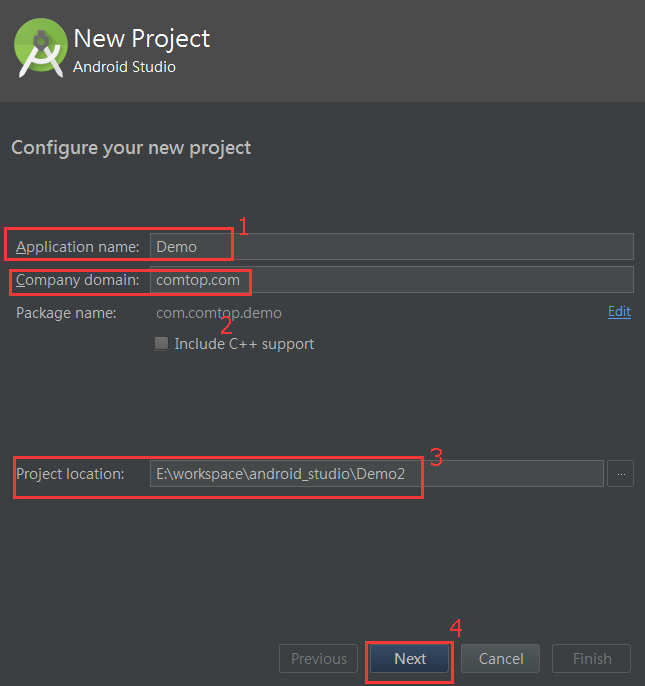 New Project
Android Studio
Configure your new project
1
Application name: Demo
Company domain: comtop.com
Package name: com.comtop.demo Edit
2
Include C++ support
3
Project location: E:\workspace\android_studio\Demo2 ...
4
Previous Next Cancel Finish